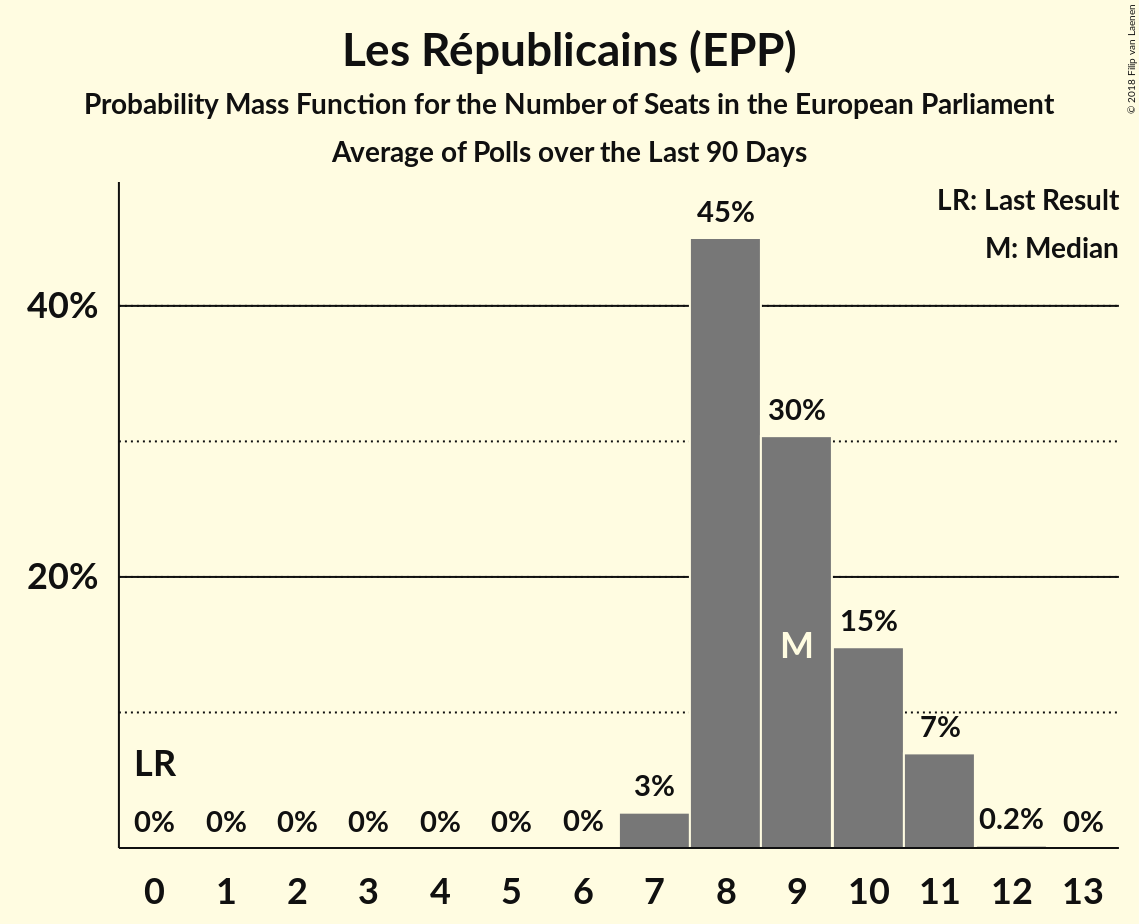 Les Républicains (EPP)
Probability Mass Function for the Number of Seats in the European Parliament
Average of Polls over the Last 90 Days
© 2018 Filip van Laenen
LR: Last Result
M: Median
45%
40%
30%
20%
15%
M
7%
LR
3%
0% 0% 0% 0% 0% 0% 0% 0.2% 0%
0 1 2 3 4 5 6 7 8 9 10 11 12 13